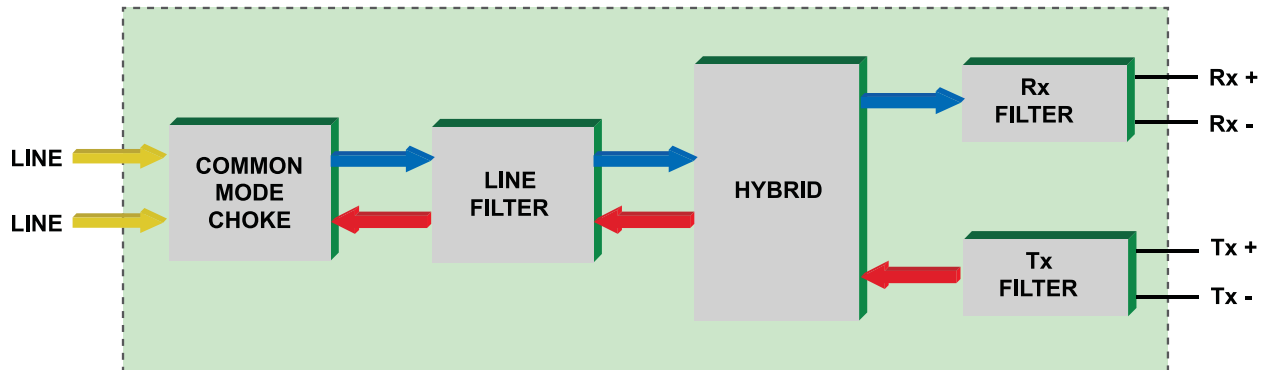 LINE
LINE
COMMON
MODE
CHOKE
LINE
FILTER
HYBRID
Rx
FILTER
Rx +
Rx -
Tx
FILTER
Tx +
Tx -